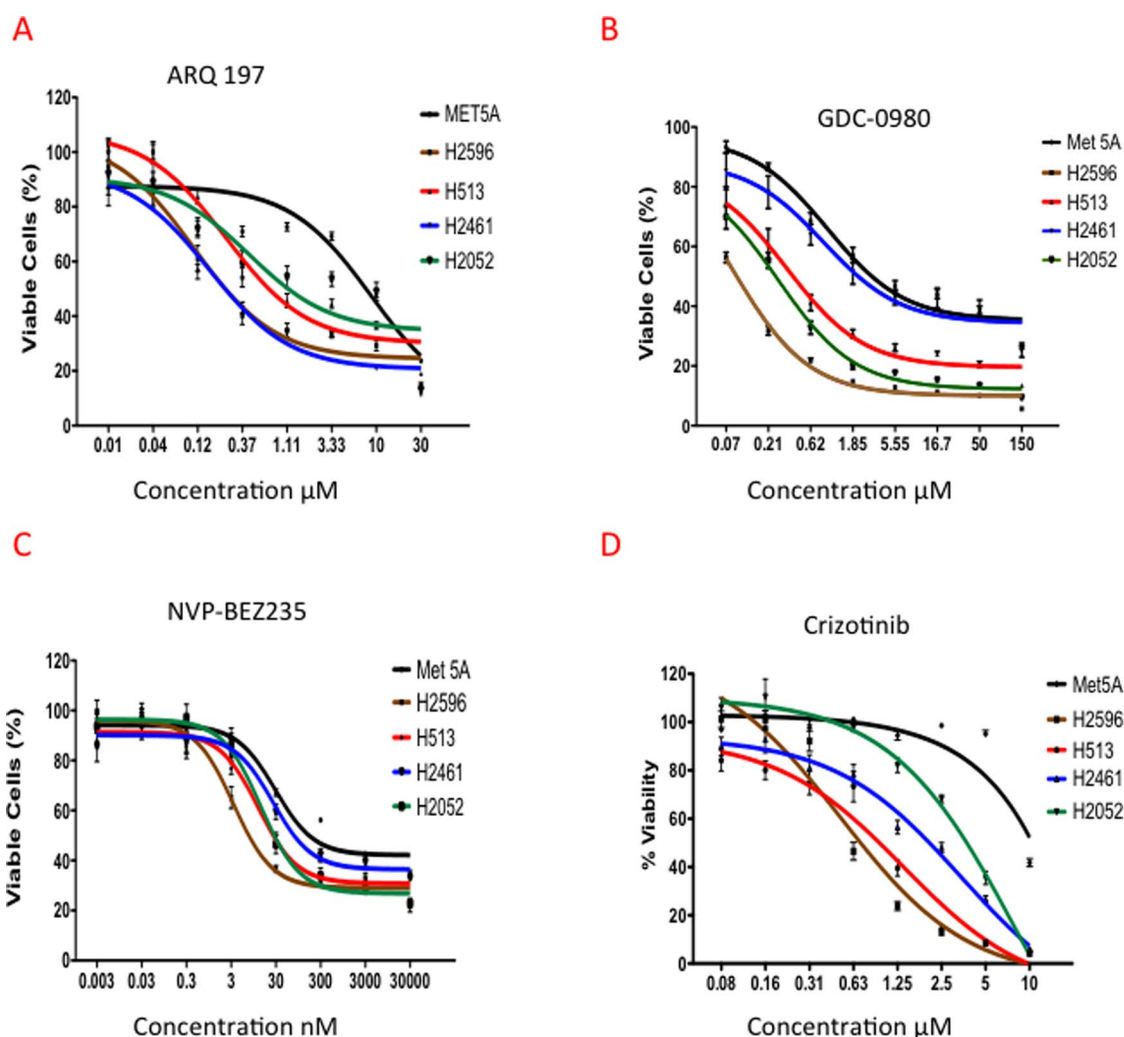 A
ARQ 197
120
100
80
60
40
20
0
Viable Cells (%)
0.01 0.04 0.12 0.37 1.11 3.33 10 30
Concentration µM
MET5A
H2596
H513
H2461
H2052
B
GDC-0980
100
80
60
40
20
0
Viable Cells (%)
0.07 0.21 0.62 1.85 5.55 16.7 50 150
Concentration µM
Met 5A
H2596
H513
H2461
H2052
C
NVP-BEZ235
120
100
80
60
40
20
0
Viable Cells (%)
0.003 0.03 0.3 3 30 300 3000 30000
Concentration nM
Met 5A
H2596
H513
H2461
H2052
D
Crizotinib
120
100
80
60
40
20
0
% Viability
0.08 0.16 0.31 0.63 1.25 2.5 5 10
Concentration µM
Met5A
H2596
H513
H2461
H2052